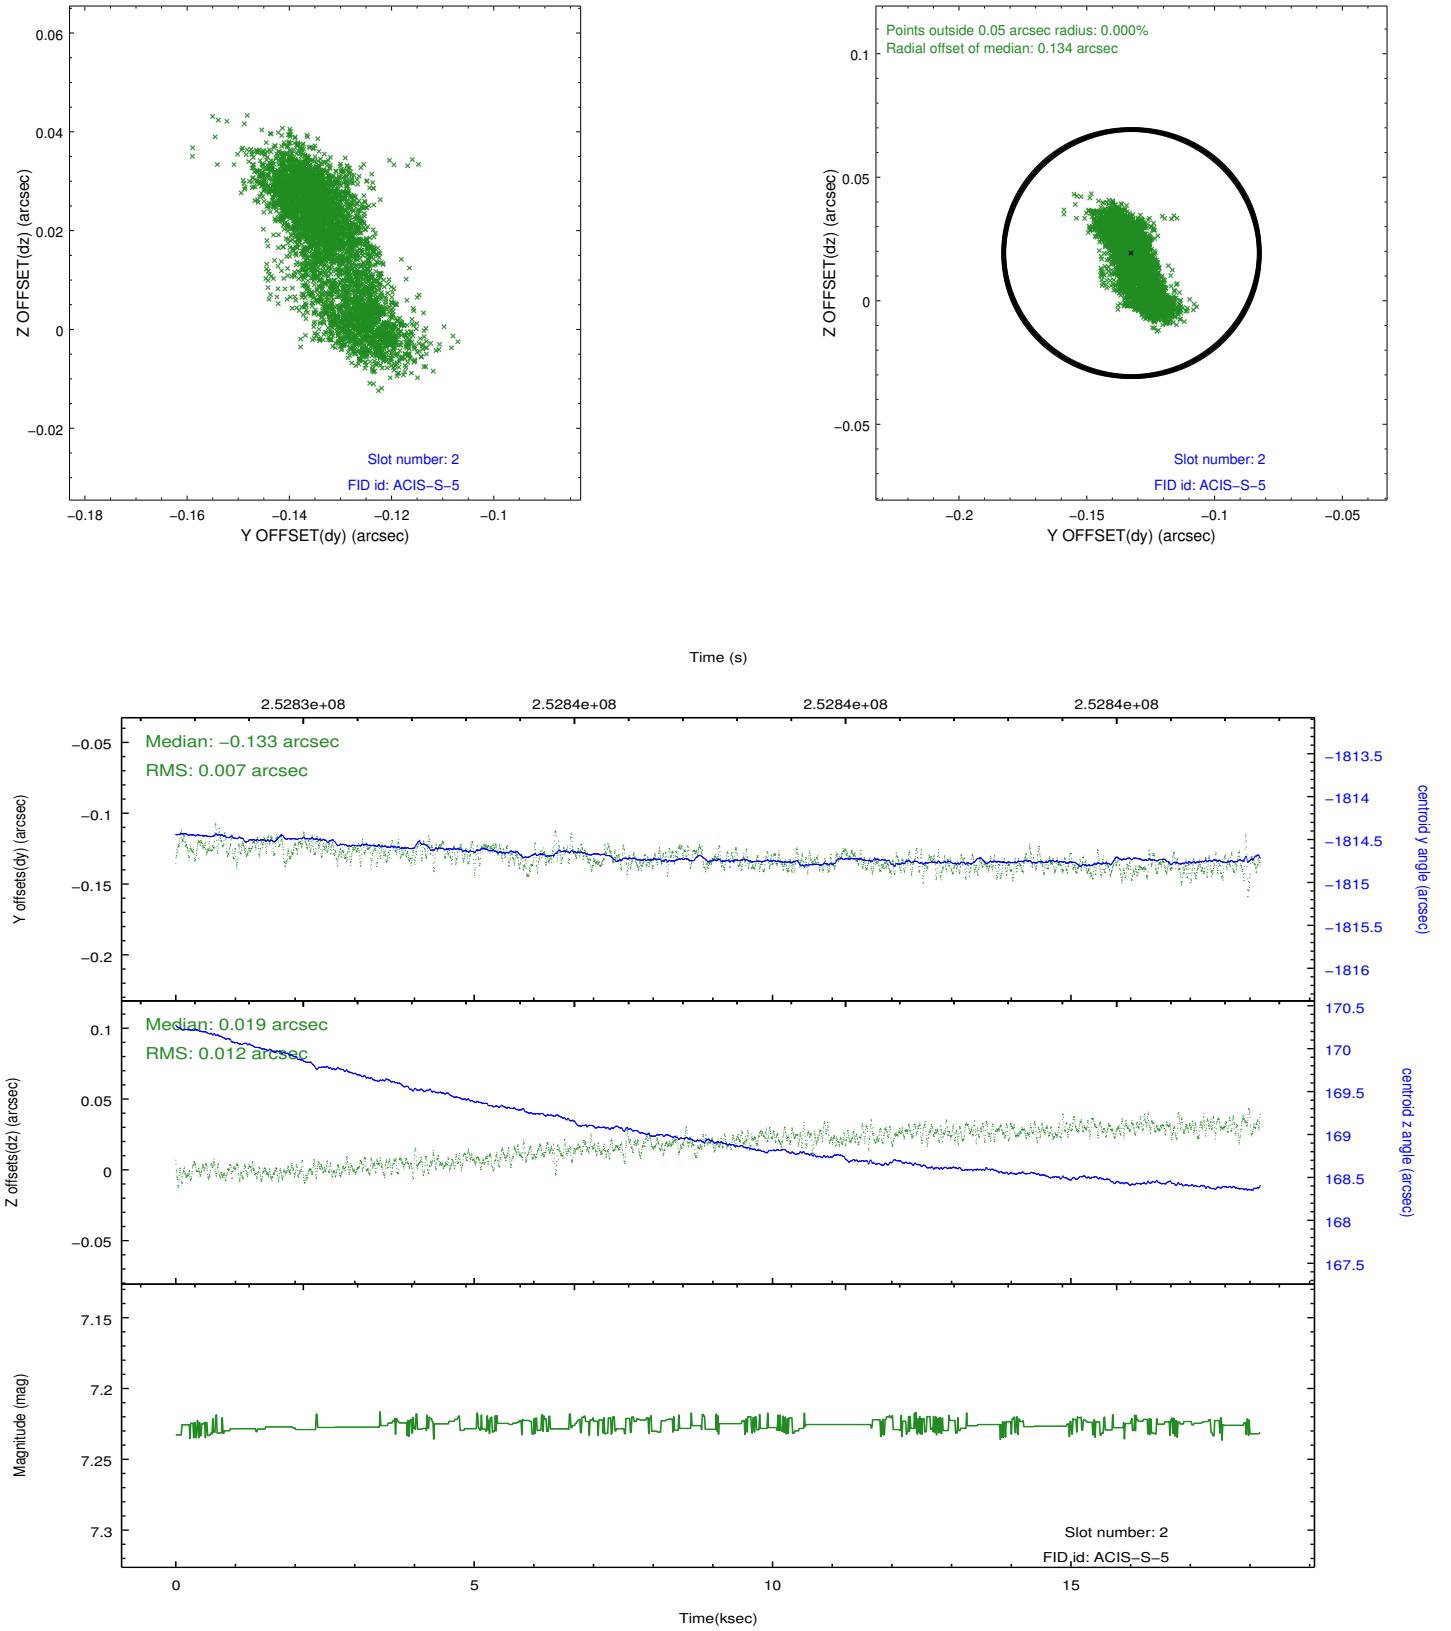 0.06
0.04
0.02
0
−0.02
Z OFFSET(dz) (arcsec)
Slot number: 2
FID id: ACIS−S−5
−0.18 −0.16 −0.14 −0.12 −0.1
Y OFFSET(dy) (arcsec)
Points outside 0.05 arcsec radius: 0.000%
Radial offset of median: 0.134 arcsec
0.1
0.05
0
−0.05
Z OFFSET(dz) (arcsec)
Slot number: 2
FID id: ACIS−S−5
−0.2 −0.15 −0.1 −0.05
Y OFFSET(dy) (arcsec)
Time (s)
2.5283e+08 2.5284e+08 2.5284e+08 2.5284e+08
Median: −0.133 arcsec
RMS: 0.007 arcsec
−0.05
−0.1
−0.15
−0.2
Y offsets(dy) (arcsec)
−1813.5
−1814
−1814.5
−1815
−1815.5
−1816
centroid y angle (arcsec)
Median: 0.019 arcsec
RMS: 0.012 arcsec
0.1
0.05
0
−0.05
Z offsets(dz) (arcsec)
170.5
170
169.5
169
168.5
168
167.5
centroid z angle (arcsec)
7.15
7.2
7.25
7.3
Magnitude (mag)
Slot number: 2
FID id: ACIS−S−5
0 5 10 15
Time(ksec)